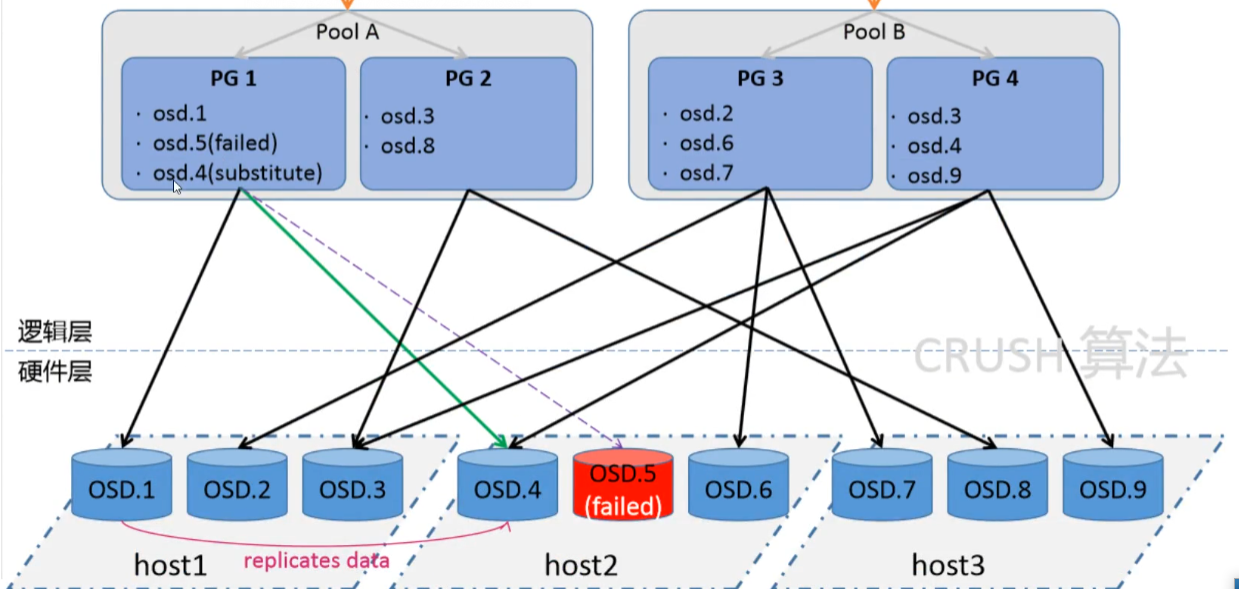 Pool A
Pool B
PG 1
· osd.1
· osd.5(failed)
· osd.4(substitute)
PG 2
· osd.3
· osd.8
PG 3
· osd.2
· osd.6
· osd.7
PG 4
· osd.3
· osd.4
· osd.9
逻辑层
硬件层
CRUSH 算法
OSD.1
OSD.2
OSD.3
OSD.4
OSD.5
(failed)
OSD.6
OSD.7
OSD.8
OSD.9
replicates data
host1
host2
host3